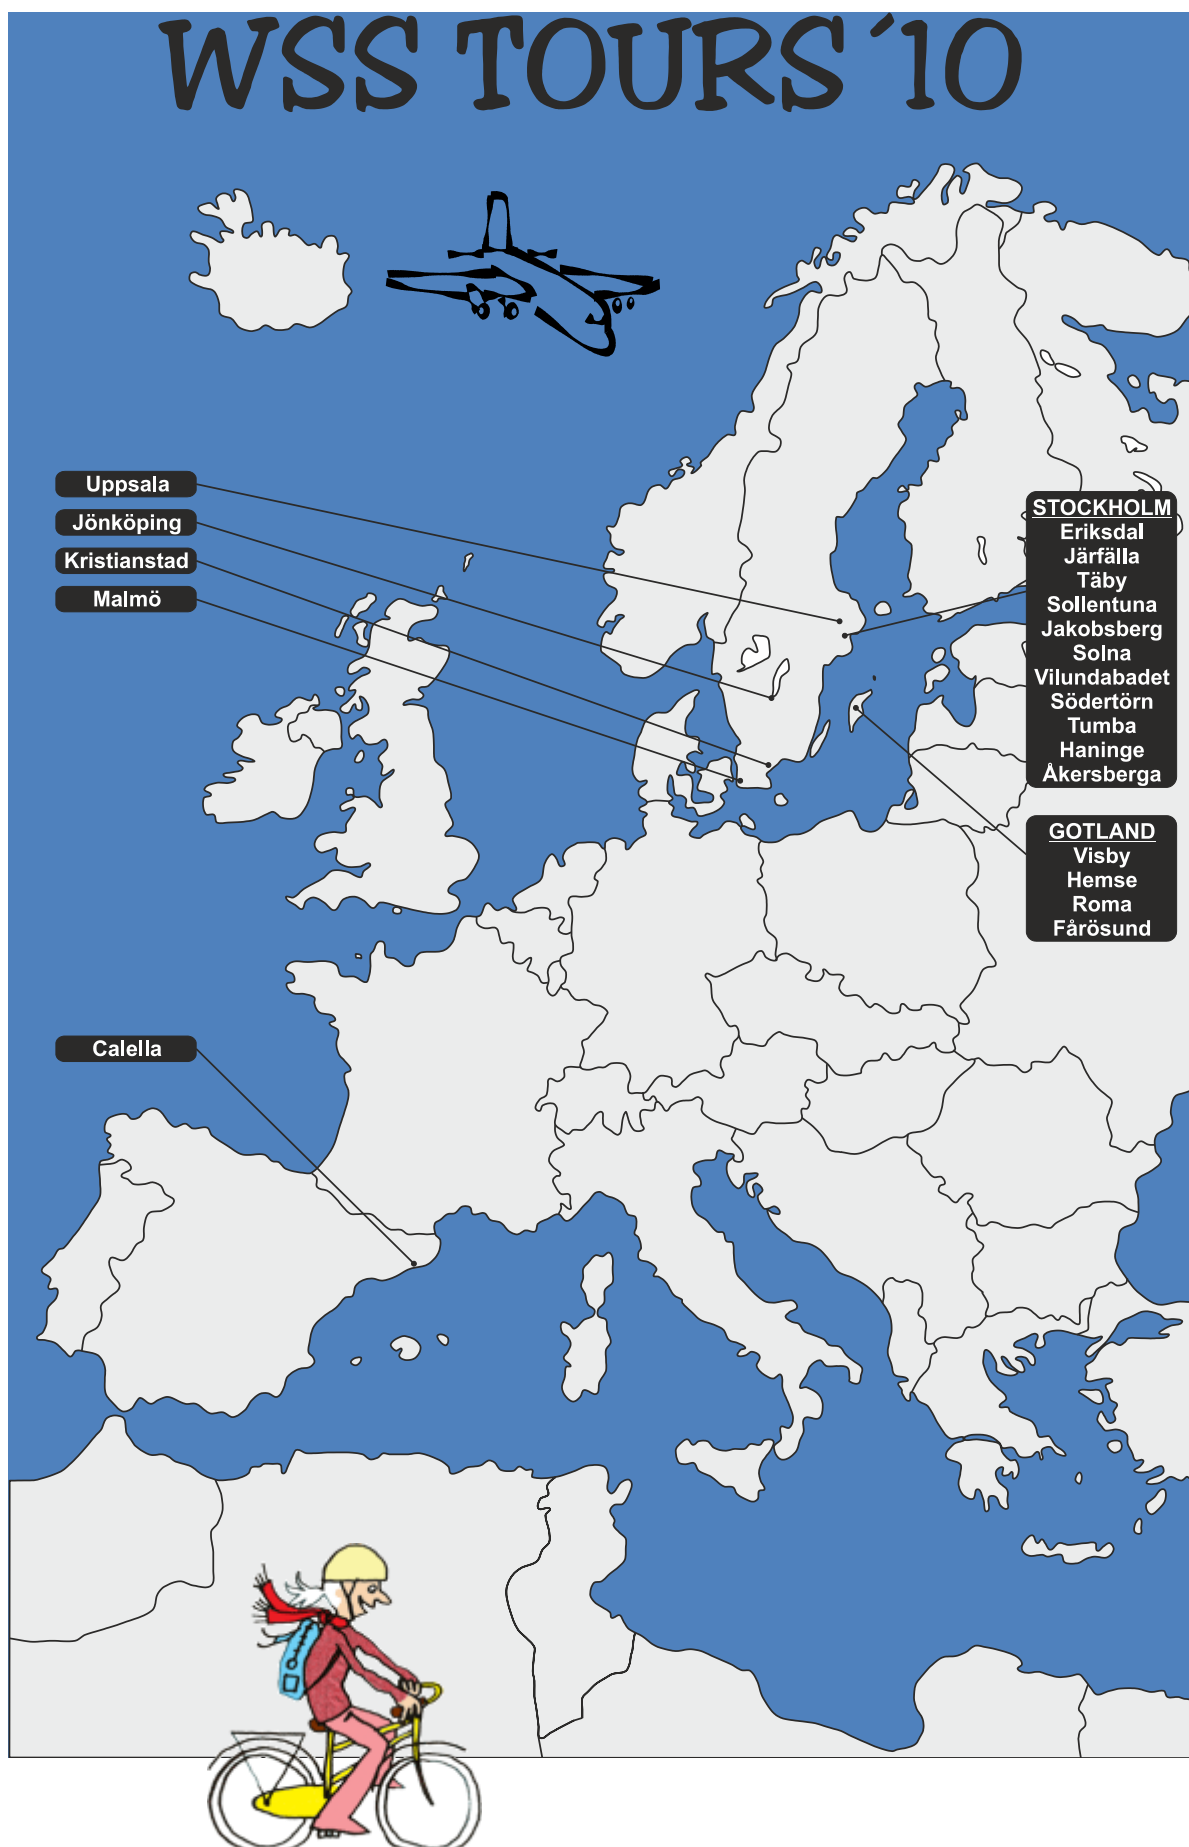 WSS TOURS ´10
Uppsala
Jönköping
Kristianstad
Malmö
STOCKHOLM
Eriksdal
Järfälla
Täby
Sollentuna
Jakobsberg
Solna
Vilundabadet
Södertörn
Tumba
Haninge
Åkersberga
GOTLAND
Visby
Hemse
Roma
Fårösund
Calella